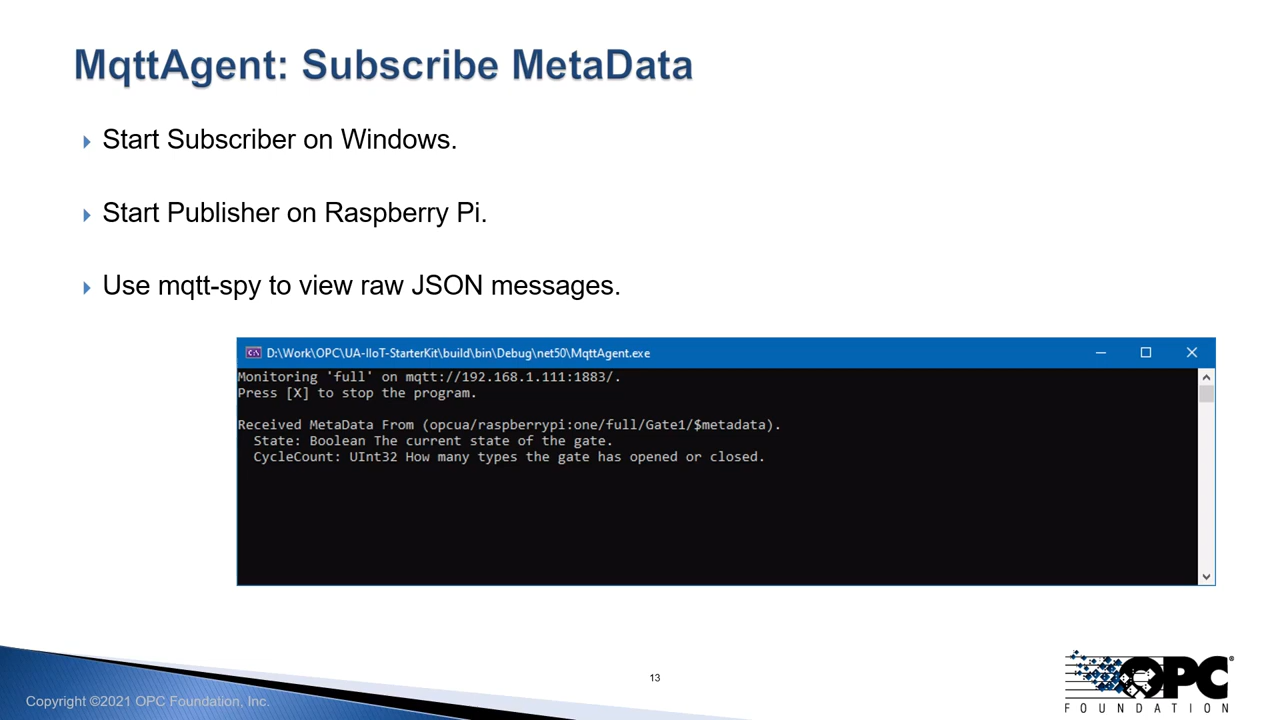 MqttAgent: Subscribe MetaData
Start Subscriber on Windows.
Start Publisher on Raspberry Pi.
Use mqtt-spy to view raw JSON messages.
D:\Work\OPC\UA-IIoT-StarterKit\build\bin\Debug\net50\MqttAgent.exe
Monitoring 'full' on mqtt://192.168.1.111:1883/.
Press [X] to stop the program.
Received MetaData From (opcua/raspberrypi:one/full/Gate1/$metadata).
State: Boolean The current state of the gate.
CycleCount: UInt32 How many types the gate has opened or closed.
13
Copyright ©2021 OPC Foundation, Inc.
OPC®
FOUNDATION